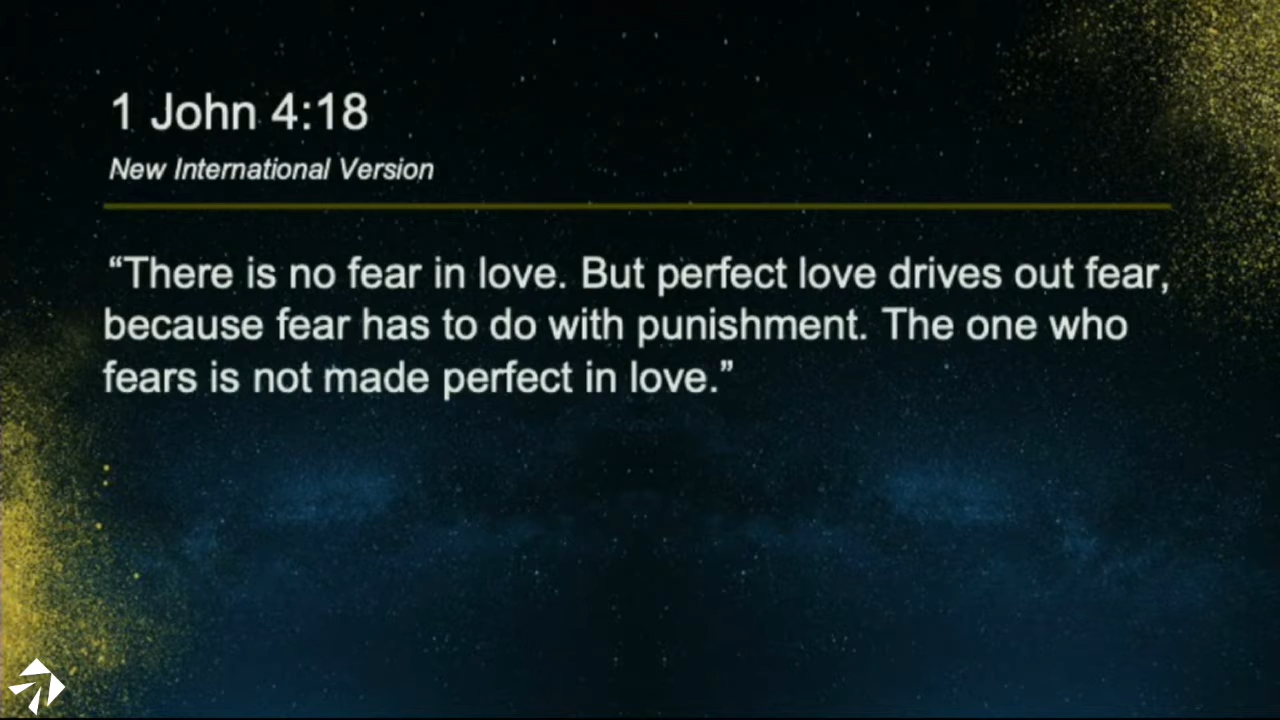 1 John 4:18
New International Version
“There is no fear in love. But perfect love drives out fear,
because fear has to do with punishment. The one who
fears is not made perfect in love.”